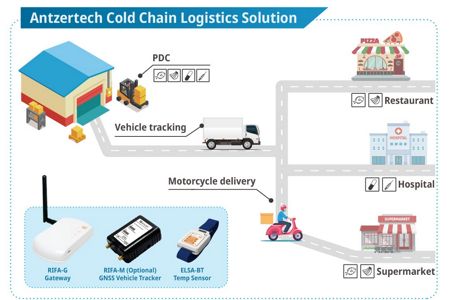 Antzertech Cold Chain Logistics Solution
PDC
PIZZA
Restaurant
Vehicle tracking
HOSPITAL
Hospital
Motorcycle delivery
SUPERMARKET
Supermarket
RIFA-G
Gateway
RIFA-M (Optional)
GNSS Vehicle Tracker
ELSA-BT
Temp Sensor